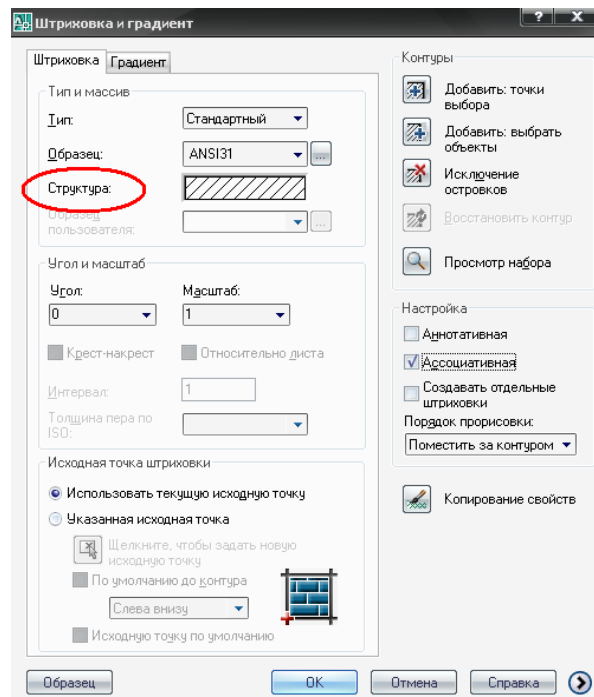 Штриховка и градиент
Штриховка Градиент
Тип и массив
Тип: Стандартный
Образец: ANSI31 ...
Структура:
Образец пользователя: ...
Угол и масштаб
Угол: Масштаб:
0 1
Крест-накрест Относительно листа
Интервал: 1
Толщина пера по
ISO:
Исходная точка штриховки
Использовать текущую исходную точку
Указанная исходная точка
Щелкните, чтобы задать новую
исходную точку
По умолчанию до контура
Слева внизу
Исходную точку по умолчанию
Контуры
Добавить: точки
выбора
Добавить: выбрать
объекты
Исключение
островков
Восстановить контур
Просмотр набора
Настройка
Аннотативная
Ассоциативная
Создавать отдельные
штриховки
Порядок прорисовки:
Поместить за контуром
Копирование свойств
Образец OK Отмена Справка